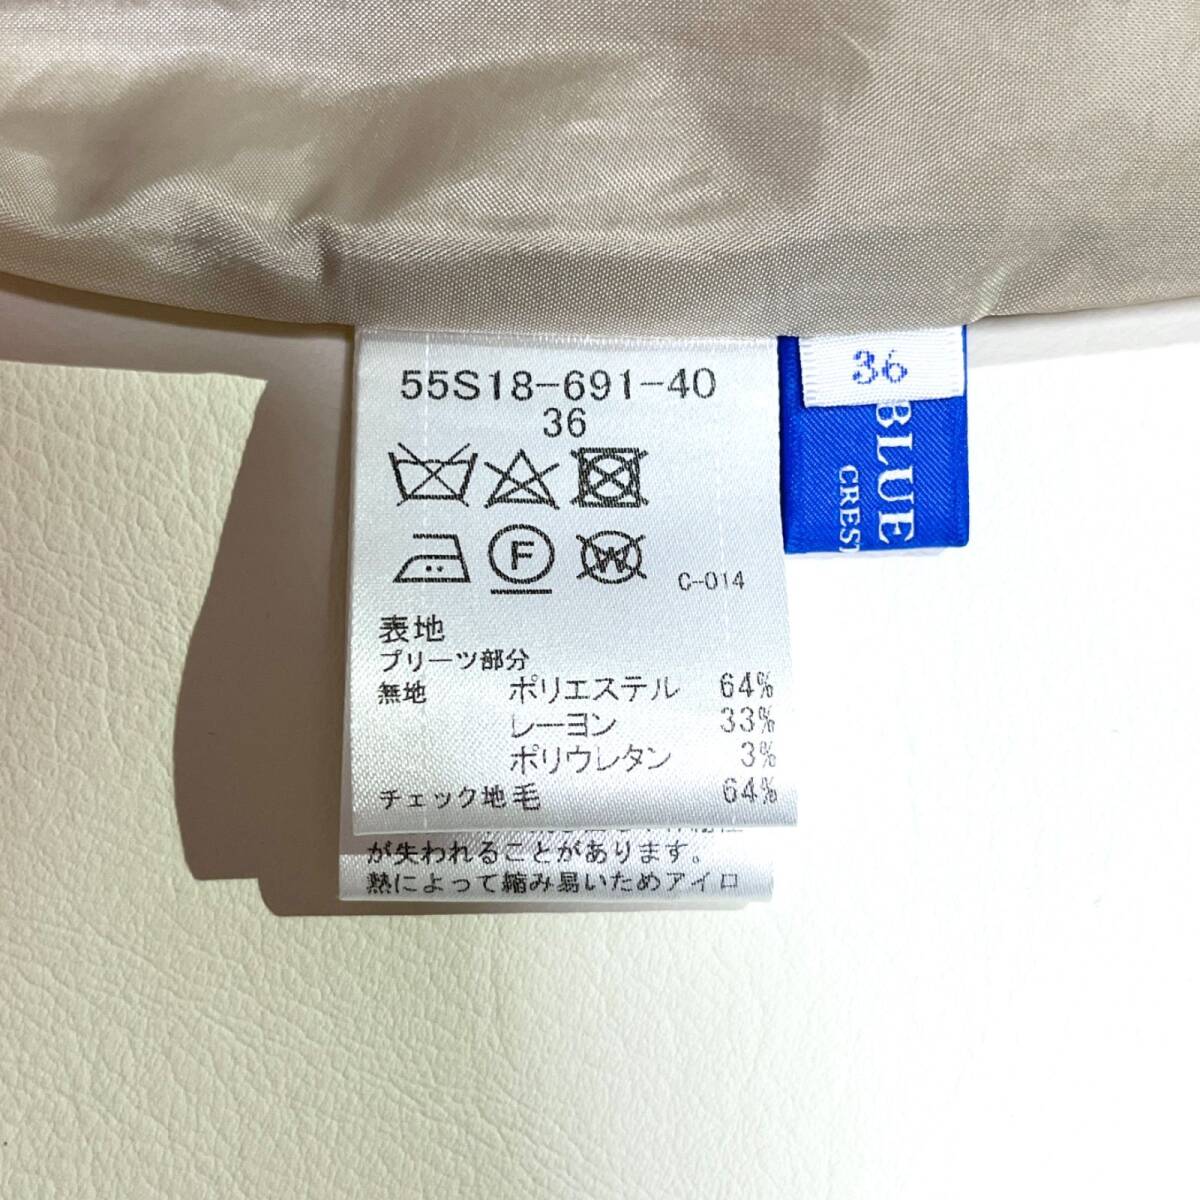 55S18-691-40
36
F
W
C-014
表地
プリーツ部分
無地 ポリエステル 64%
レーヨン 33%
ポリウレタン 3%
チェック地毛 64%
が失われることがあります。
熱によって縮み易いためアイロ
36
BLUE
CREST